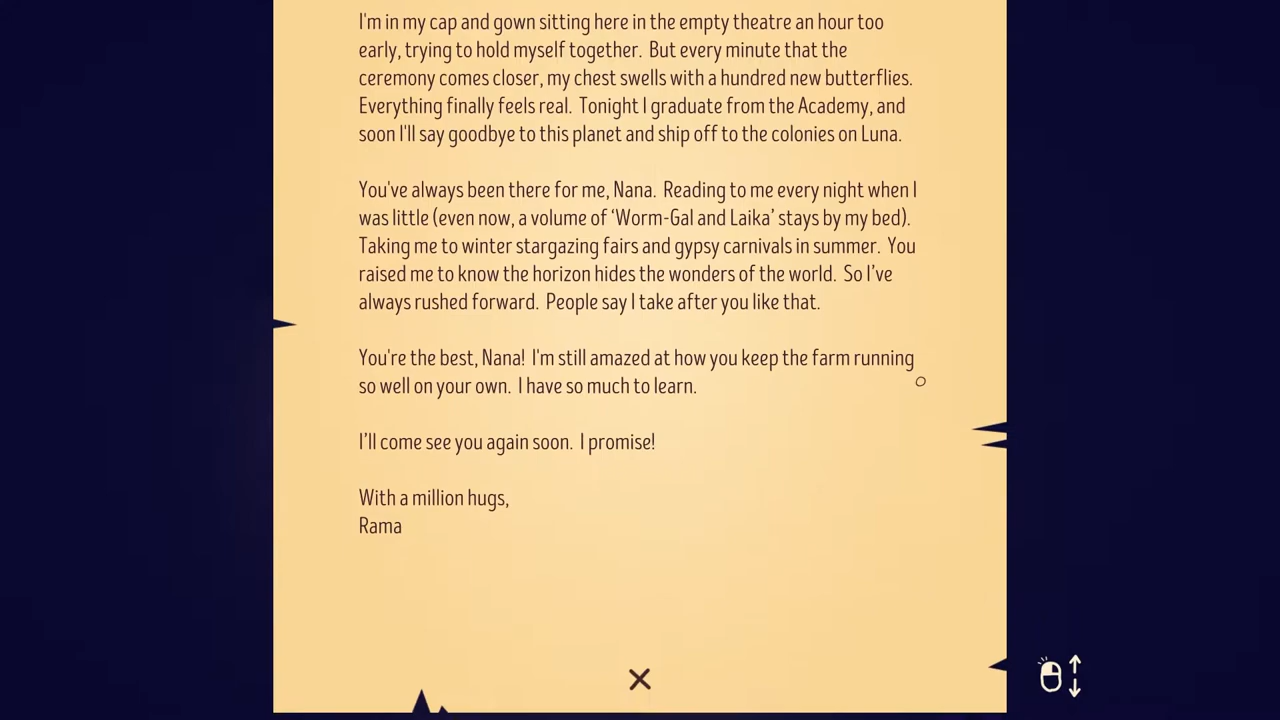 I'm in my cap and gown sitting here in the empty theatre an hour too
early, trying to hold myself together. But every minute that the
ceremony comes closer, my chest swells with a hundred new butterflies.
Everything finally feels real. Tonight I graduate from the Academy, and
soon I'll say goodbye to this planet and ship off to the colonies on Luna.
You've always been there for me, Nana. Reading to me every night when I
was little (even now, a volume of ‘Worm-Gal and Laika’ stays by my bed).
Taking me to winter stargazing fairs and gypsy carnivals in summer. You
raised me to know the horizon hides the wonders of the world. So I’ve
always rushed forward. People say I take after you like that.
You're the best, Nana! I'm still amazed at how you keep the farm running
so well on your own. I have so much to learn.
I’ll come see you again soon. I promise!
With a million hugs,
Rama